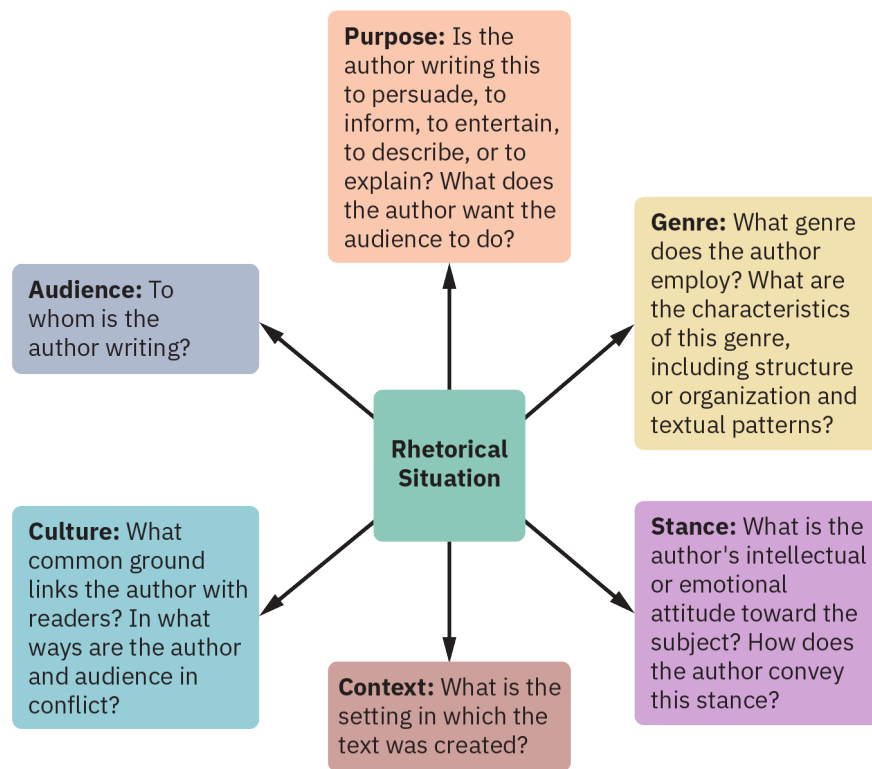 Purpose: Is the
author writing this
to persuade, to
inform, to entertain,
to describe, or to
explain? What does
the author want the
audience to do?
Genre: What genre
does the author
employ? What are
the characteristics
of this genre,
including structure
or organization and
textual patterns?
Audience: To
whom is the
author writing?
Rhetorical
Situation
Culture: What
common ground
links the author with
readers? In what
ways are the author
and audience in
conflict?
Stance: What is the
author's intellectual
or emotional
attitude toward the
subject? How does
the author convey
this stance?
Context: What is the
setting in which the
text was created?